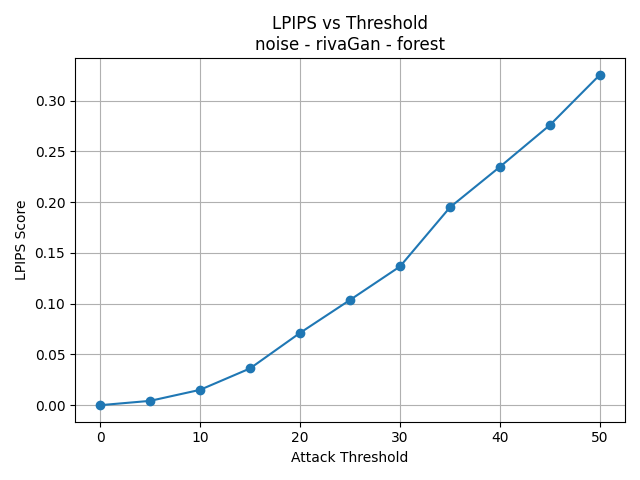 LPIPS vs Threshold
noise - rivaGan - forest
0.30
0.25
0.20
0.15
0.10
0.05
0.00
LPIPS Score
0 10 20 30 40 50
Attack Threshold